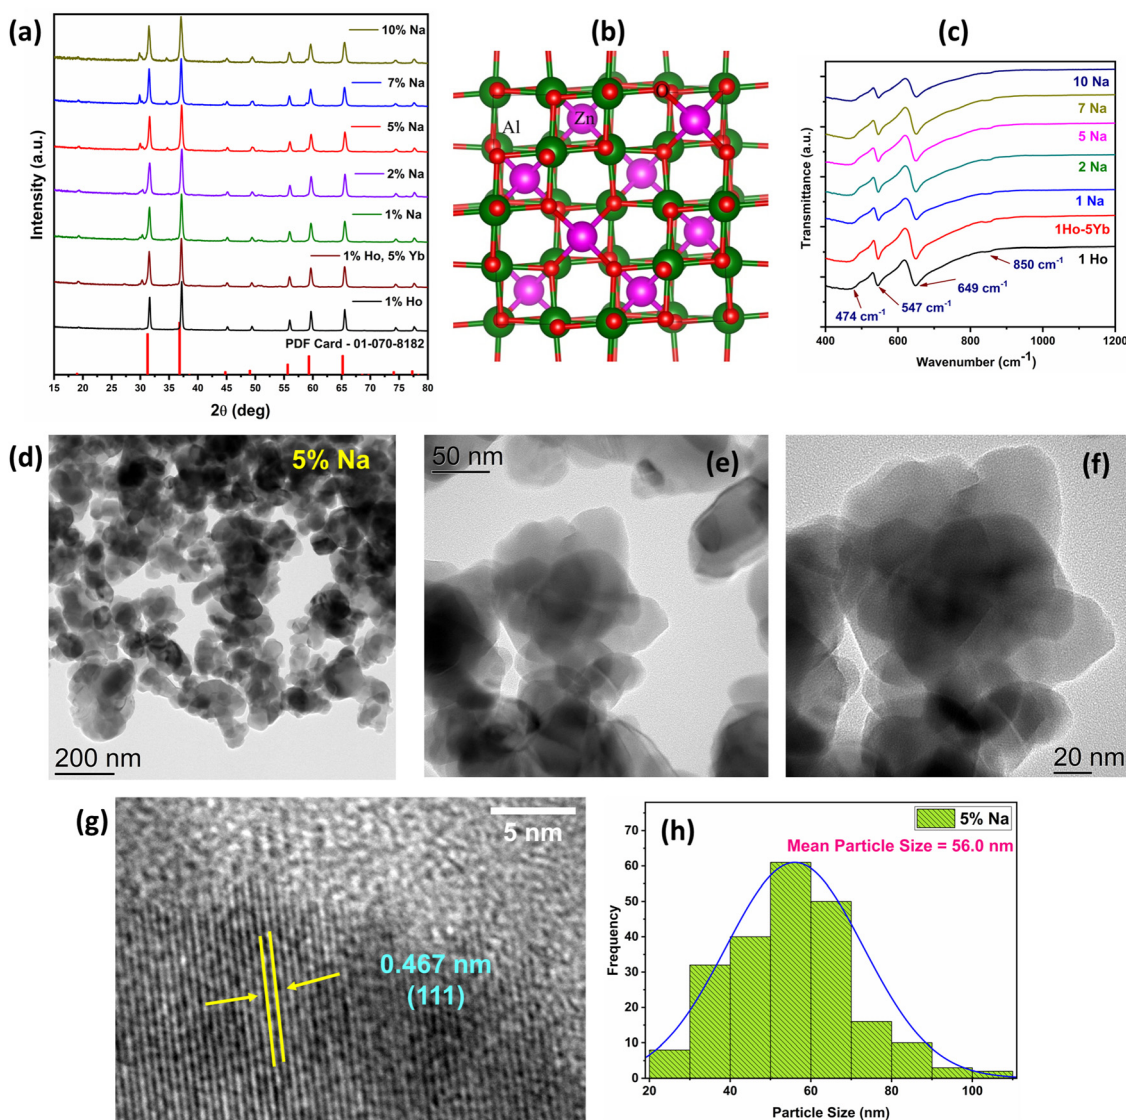 (a)
10% Na
7% Na
5% Na
2% Na
1% Na
1% Ho, 5% Yb
1% Ho
PDF Card - 01-070-8182
Intensity (a.u.)
15 20 25 30 35 40 45 50 55 60 65 70 75 80
2θ (deg)
(b)
O
Zn
Al
(c)
10 Na
7 Na
5 Na
2 Na
1 Na
1Ho-5Yb
1 Ho
850 cm-1
649 cm-1
547 cm-1
474 cm-1
Transmittance (a.u.)
400 600 800 1000 1200
Wavenumber (cm-1)
(d)
5% Na
200 nm
(e)
50 nm
(f)
20 nm
(g)
5 nm
0.467 nm
(111)
(h)
5% Na
Mean Particle Size = 56.0 nm
Frequency
70
60
50
40
30
20
10
0
20 40 60 80 100
Particle Size (nm)